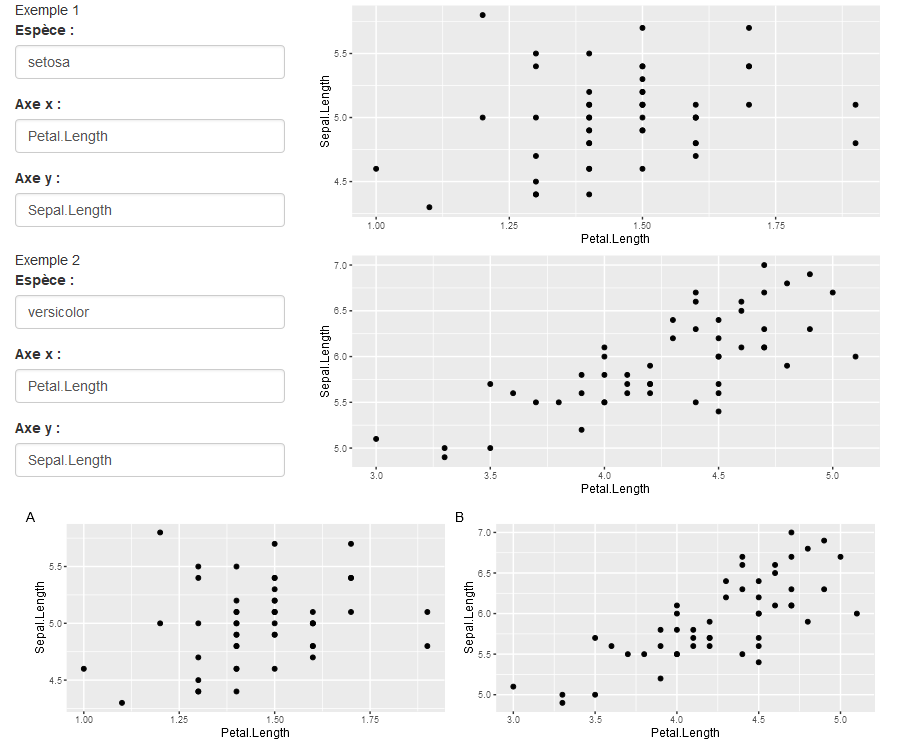 Exemple 1
Espèce :
setosa
Axe x :
Petal.Length
Axe y :
Sepal.Length
5.5
5.0
4.5
Sepal.Length
1.00 1.25 1.50 1.75
Petal.Length
Exemple 2
Espèce :
versicolor
Axe x :
Petal.Length
Axe y :
Sepal.Length
7.0
6.5
6.0
5.5
5.0
Sepal.Length
3.0 3.5 4.0 4.5 5.0
Petal.Length
A
5.5
5.0
4.5
Sepal.Length
1.00 1.25 1.50 1.75
Petal.Length
B
7.0
6.5
6.0
5.5
5.0
Sepal.Length
3.0 3.5 4.0 4.5 5.0
Petal.Length